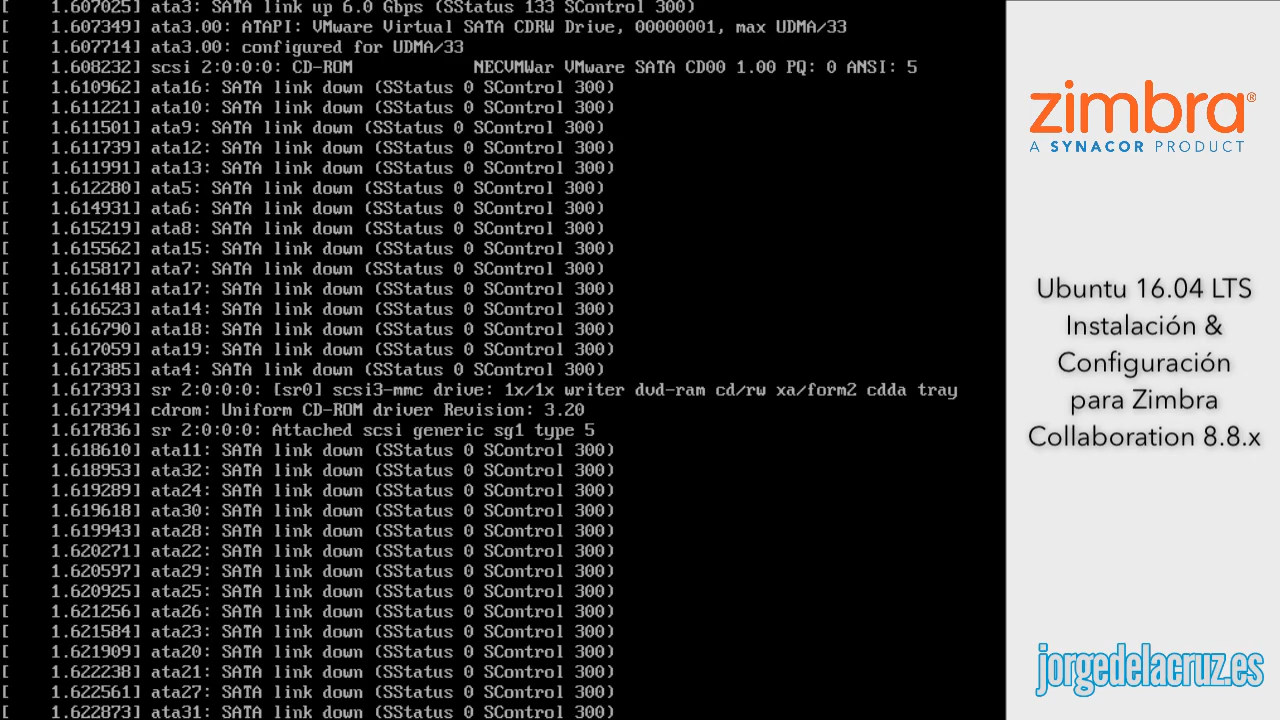 [    1.607025] ata3: SATA link up 6.0 Gbps (SStatus 133 SControl 300)
[    1.607349] ata3.00: ATAPI: VMware Virtual SATA CDRW Drive, 00000001, max UDMA/33
[    1.607714] ata3.00: configured for UDMA/33
[    1.608232] scsi 2:0:0:0: CD-ROM            NECVMWar VMware SATA CD00 1.00 PQ: 0 ANSI: 5
[    1.610962] ata16: SATA link down (SStatus 0 SControl 300)
[    1.611221] ata10: SATA link down (SStatus 0 SControl 300)
[    1.611501] ata9: SATA link down (SStatus 0 SControl 300)
[    1.611739] ata12: SATA link down (SStatus 0 SControl 300)
[    1.611991] ata13: SATA link down (SStatus 0 SControl 300)
[    1.612280] ata5: SATA link down (SStatus 0 SControl 300)
[    1.614931] ata6: SATA link down (SStatus 0 SControl 300)
[    1.615219] ata8: SATA link down (SStatus 0 SControl 300)
[    1.615562] ata15: SATA link down (SStatus 0 SControl 300)
[    1.615817] ata7: SATA link down (SStatus 0 SControl 300)
[    1.616148] ata17: SATA link down (SStatus 0 SControl 300)
[    1.616523] ata14: SATA link down (SStatus 0 SControl 300)
[    1.616790] ata18: SATA link down (SStatus 0 SControl 300)
[    1.617059] ata19: SATA link down (SStatus 0 SControl 300)
[    1.617385] ata4: SATA link down (SStatus 0 SControl 300)
[    1.617393] sr 2:0:0:0: [sr0] scsi3-mmc drive: 1x/1x writer dvd-ram cd/rw xa/form2 cdda tray
[    1.617394] cdrom: Uniform CD-ROM driver Revision: 3.20
[    1.617836] sr 2:0:0:0: Attached scsi generic sg1 type 5
[    1.618610] ata11: SATA link down (SStatus 0 SControl 300)
[    1.618953] ata32: SATA link down (SStatus 0 SControl 300)
[    1.619289] ata24: SATA link down (SStatus 0 SControl 300)
[    1.619618] ata30: SATA link down (SStatus 0 SControl 300)
[    1.619943] ata28: SATA link down (SStatus 0 SControl 300)
[    1.620271] ata22: SATA link down (SStatus 0 SControl 300)
[    1.620597] ata29: SATA link down (SStatus 0 SControl 300)
[    1.620925] ata25: SATA link down (SStatus 0 SControl 300)
[    1.621256] ata26: SATA link down (SStatus 0 SControl 300)
[    1.621584] ata23: SATA link down (SStatus 0 SControl 300)
[    1.621909] ata20: SATA link down (SStatus 0 SControl 300)
[    1.622238] ata21: SATA link down (SStatus 0 SControl 300)
[    1.622561] ata27: SATA link down (SStatus 0 SControl 300)
[    1.622873] ata31: SATA link down (SStatus 0 SControl 300)
zimbra®
A SYNACOR PRODUCT
Ubuntu 16.04 LTS
Instalación &
Configuración
para Zimbra
Collaboration 8.8.x
jorgedelacruz.es